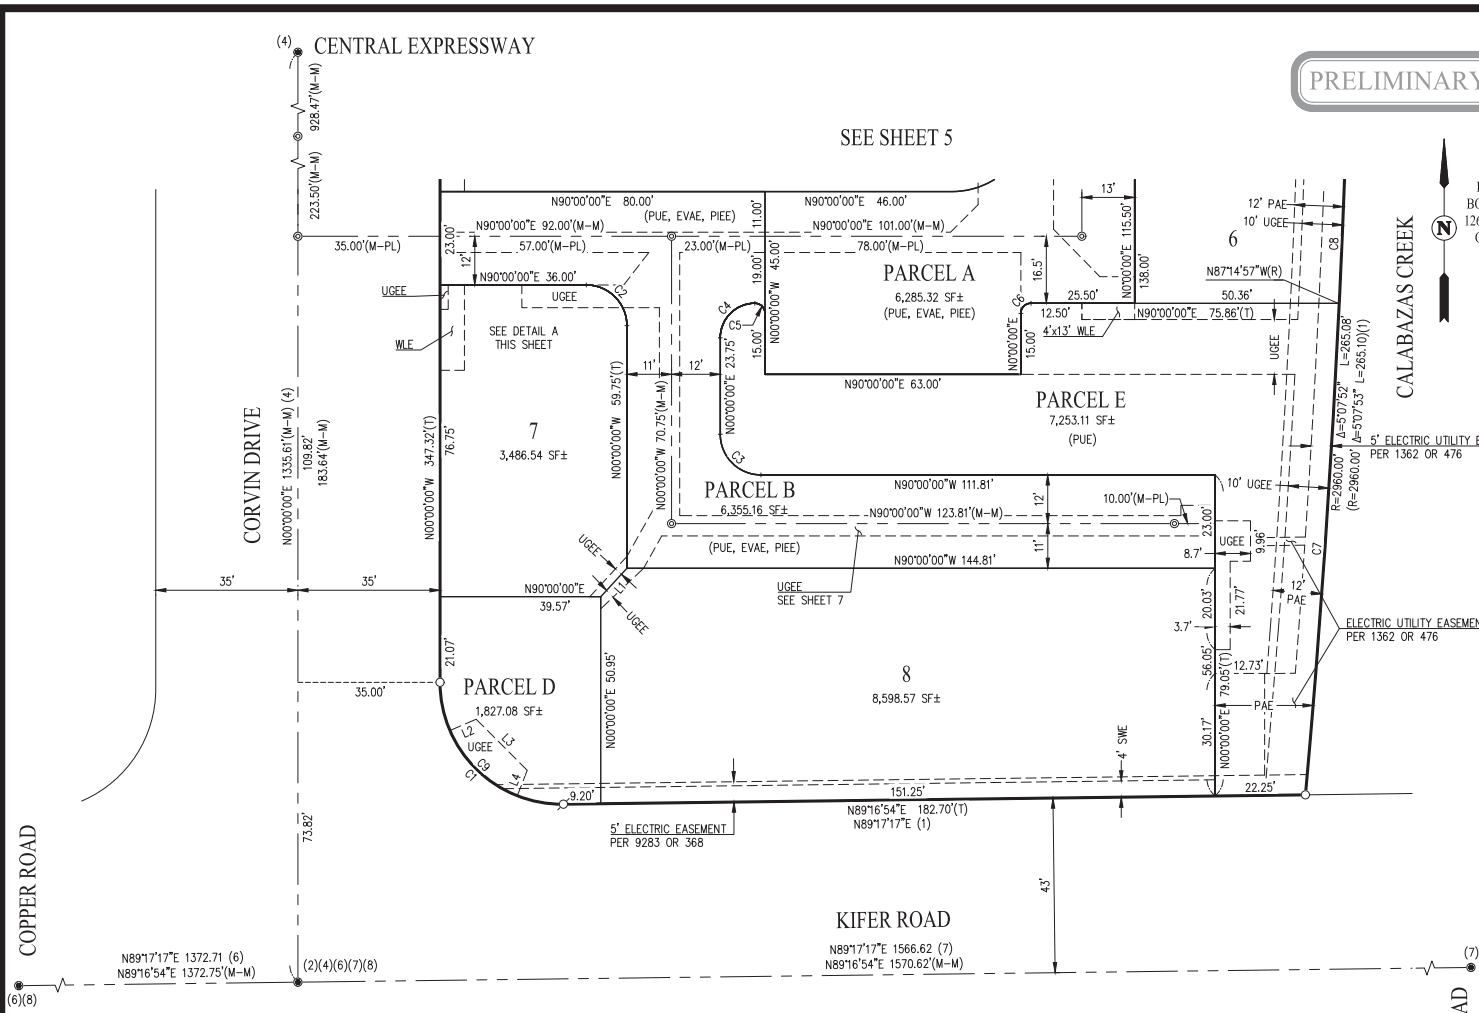 (4)
CENTRAL EXPRESSWAY
PRELIMINARY
928.47'(M-M)
SEE SHEET 5
223.50'(M-M)
N90°00'00"E 80.00'
(PUE, EVAE, PIEE)
N90°00'00"E 46.00'
11.00'
13'
12' PAE
10' UGEE
6
C8
N
BO
126
CALABAZAS CREEK
N90°00'00"E 92.00'(M-M)
N90°00'00"E 101.00'(M-M)
35.00'(M-PL)
57.00'(M-PL)
23.00'(M-PL)
78.00'(M-PL)
23.00'
12'
19.00'
N00°00'00"W 45.00'
16.5'
N0°00'00"E 115.50'
138.00'
N87°14'57"W(R)
N90°00'00"E 36.00'
UGEE
UGEE
C2
PARCEL A
6,285.32 SF±
(PUE, EVAE, PIEE)
C6
25.50'
50.36'
12.50'
N90°00'00"E 75.86'(T)
4'x13' WLE
WLE
SEE DETAIL A
THIS SHEET
C4
C5
15.00'
N0°00'00"E
15.00'
UGEE
11'
12'
N90°00'00"E 63.00'
N00°00'00"E 23.75'
PARCEL E
7,253.11 SF±
(PUE)
CORVIN DRIVE
N00°00'00"E 1335.61'(M-M) (4)
109.82'
183.64'(M-M)
N00°00'00"W 347.32'(T)
76.75'
7
3,486.54 SF±
N00°00'00"W 59.75'(T)
N00°00'00"W 70.75'(M-M)
C3
R=2960.00' Δ=5°07'52" L=265.08'
(R=2960.00' Δ=5°07'53" L=265.10)(1)
5' ELECTRIC UTILITY E
PER 1362 OR 476
PARCEL B
6,355.16 SF±
N90°00'00"W 111.81'
12'
10.00'(M-PL)
10' UGEE
N90°00'00"W 123.81'(M-M)
23.00'
(PUE, EVAE, PIEE)
11'
UGEE
8.7'
9.96'
C7
N90°00'00"W 144.81'
UGEE
UGEE
SEE SHEET 7
L1
UGEE
35'
35'
N90°00'00"E
39.57'
12'
PAE
20.03'
21.77'
3.7'
ELECTRIC UTILITY EASEMEN
PER 1362 OR 476
21.07'
35.00'
PARCEL D
1,827.08 SF±
N00°00'00"E 50.95'
8
8,598.57 SF±
56.05'
N00°00'00"E 79.05'(T)
12.73'
PAE
30.17'
L2
UGEE
L3
L4
C9
C1
4' SWE
9.20'
151.25'
22.25'
N89°16'54"E 182.70'(T)
N89°17'17"E (1)
5' ELECTRIC EASEMENT
PER 9283 OR 368
73.82'
43'
COPPER ROAD
KIFER ROAD
N89°17'17"E 1372.71 (6)
N89°16'54"E 1372.75'(M-M)
(2)(4)(6)(7)(8)
N89°17'17"E 1566.62 (7)
N89°16'54"E 1570.62'(M-M)
(7)
(6)(8)
AD